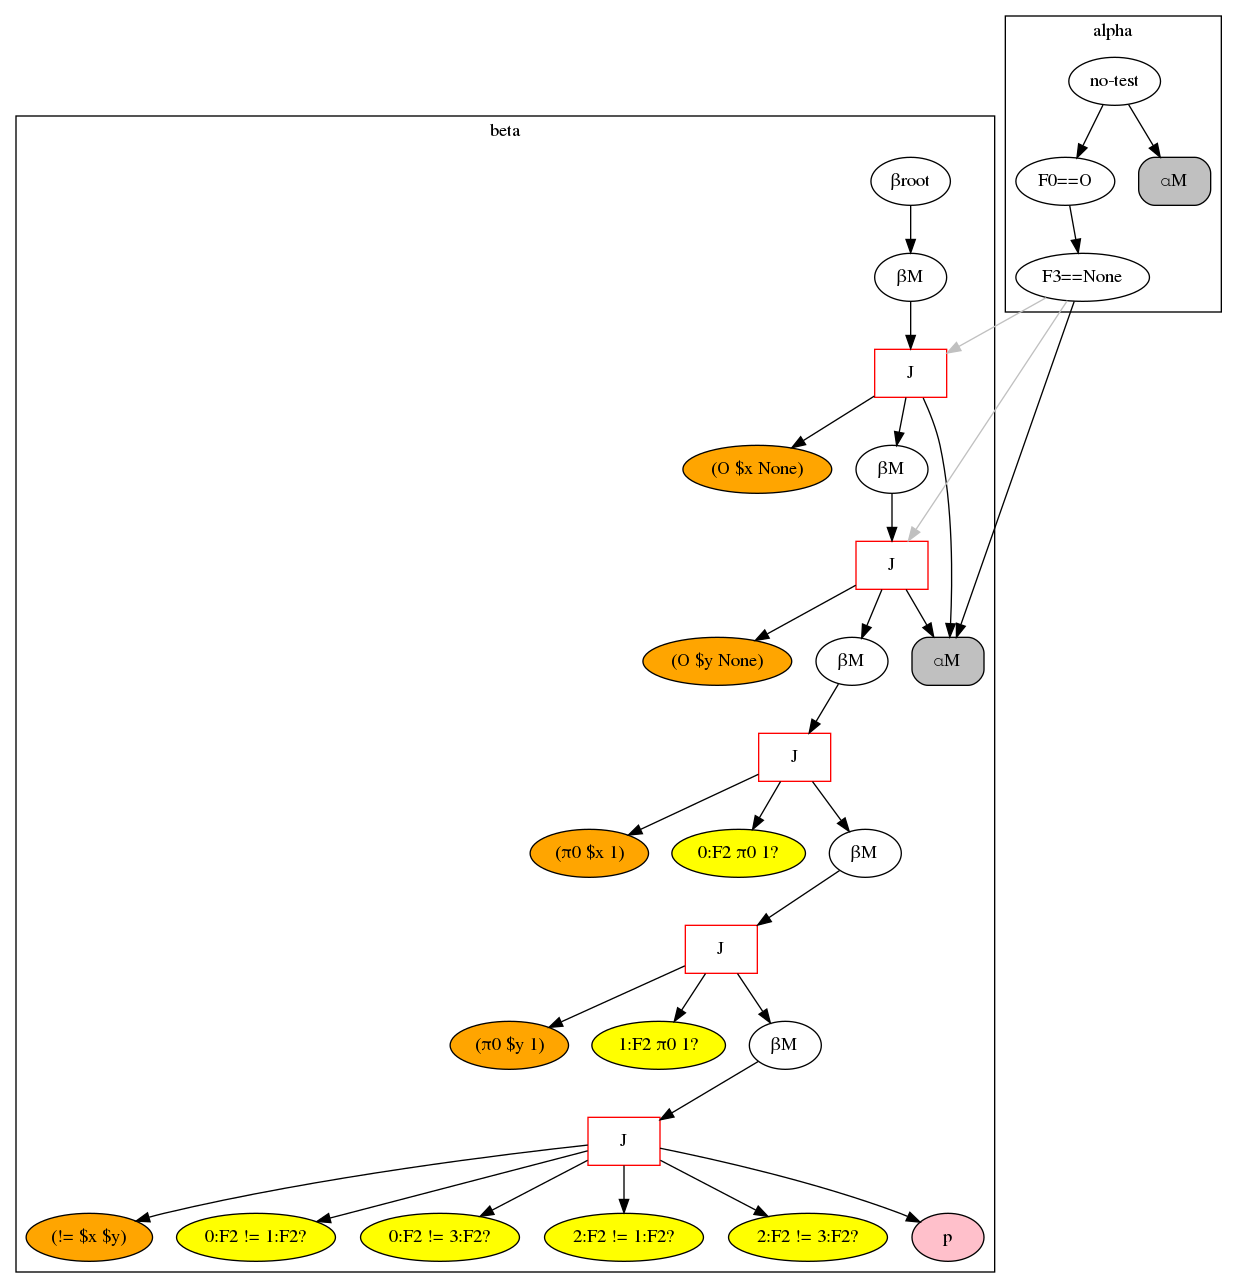 alpha
no-test
beta
βroot
F0==O
αM
βM
F3==None
J
(O $x None)
βM
J
(O $y None)
βM
αM
J
(π0 $x 1)
0:F2 π0 1?
βM
J
(π0 $y 1)
1:F2 π0 1?
βM
J
(!= $x $y)
0:F2 != 1:F2?
0:F2 != 3:F2?
2:F2 != 1:F2?
2:F2 != 3:F2?
p